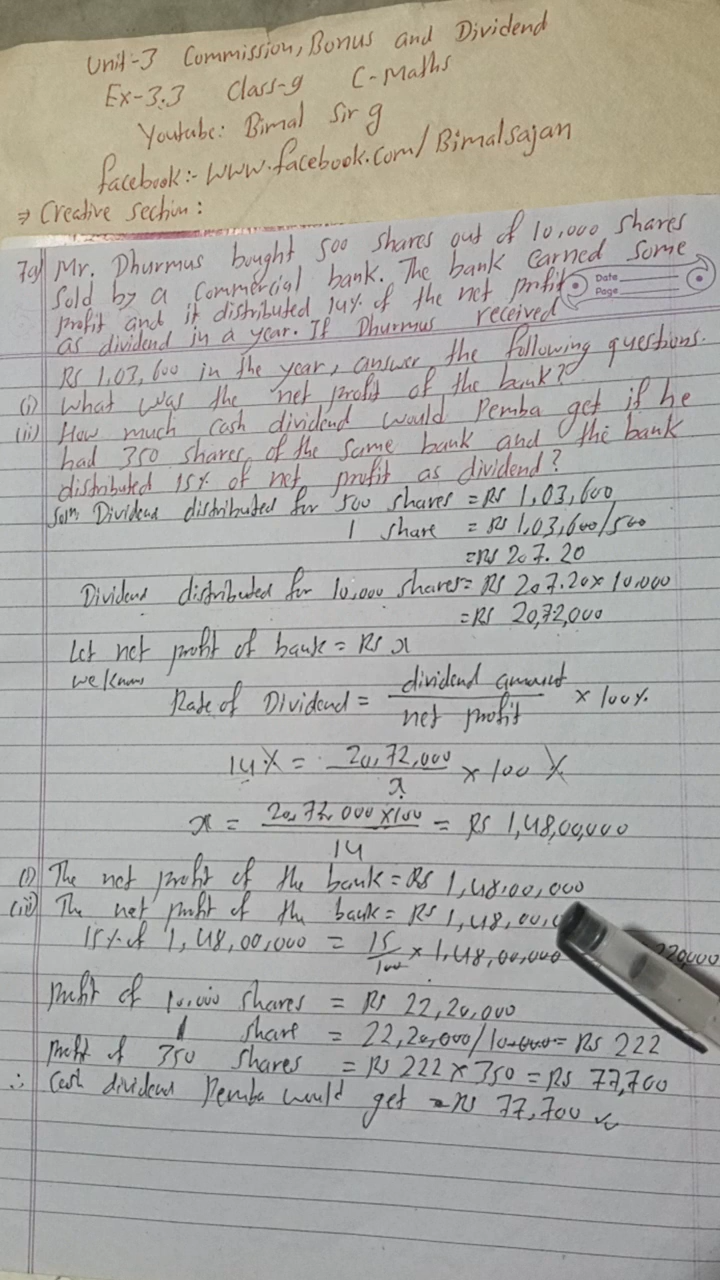 Unit-3 Commission, Bonus and Dividend
Ex-3.3 Class-9 C-Maths
Youtube: Bimal Sir g
facebook:- www.facebook.com/Bimalsajan
⇒ Creative section:
7a) Mr. Dhurmus bought 500 shares out of 10,000 shares
sold by a commercial bank. The bank earned some
Date
Page
profit and it distributed 14% of the net profit
as dividend in a year. If Dhurmus received
RS 1,03,600 in the year, answer the following questions.
(i) What was the net profit of the bank?
(ii) How much cash dividend would Pemba get if he
had 350 shares of the same bank and the bank
distributed 15% of net profit as dividend?
Soln: Dividend distributed for 500 shares = RS 1,03,600
1 share = RS 1,03,600/500
= RS 207.20
Dividend distributed for 10,000 shares = RS 207.20 x 10,000
= RS 20,72,000
Let net profit of bank = RS x
we know
Rate of Dividend = dividend amount / net profit x 100%
14% = 20,72,000 / x x 100%
x = 20,72,000 x 100 / 14 = RS 1,48,00,000
(i) The net profit of the bank = RS 1,48,00,000
(ii) The net profit of the bank = RS 1,48,00,0
15% of 1,48,00,000 = 15/100 x 1,48,00,000 220,000
Profit of 10,000 shares = RS 22,20,000
1 share = 22,20,000/10,000 = RS 222
Profit of 350 shares = RS 222 x 350 = RS 77,700
∴ Cash dividend Pemba would get = RS 77,700